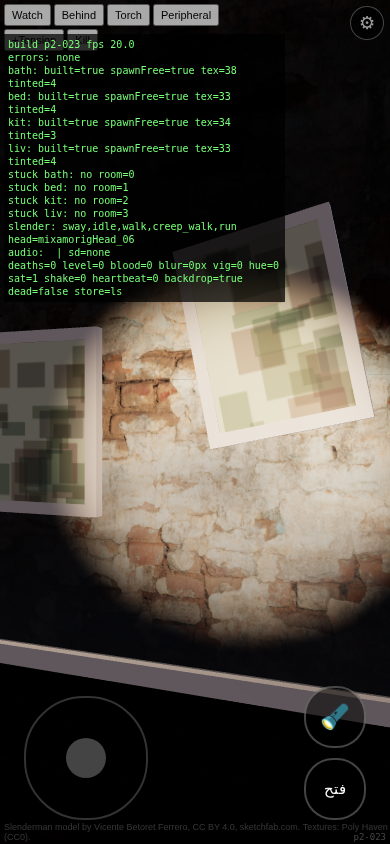 Watch Behind Torch Peripheral
build p2-023 fps 20.0
errors: none
bath: built=true spawnFree=true tex=38
tinted=4
bed: built=true spawnFree=true tex=33
tinted=4
kit: built=true spawnFree=true tex=34
tinted=3
liv: built=true spawnFree=true tex=33
tinted=4
stuck bath: no room=0
stuck bed: no room=1
stuck kit: no room=2
stuck liv: no room=3
slender: sway,idle,walk,creep_walk,run
head=mixamorigHead_06
audio: | sd=none
deaths=0 level=0 blood=0 blur=0px vig=0 hue=0
sat=1 shake=0 heartbeat=0 backdrop=true
dead=false store=ls
فتح
Slenderman model by Vicente Betoret Ferrero, CC BY 4.0, sketchfab.com. Textures: Poly Haven
(CC0).
p2-023